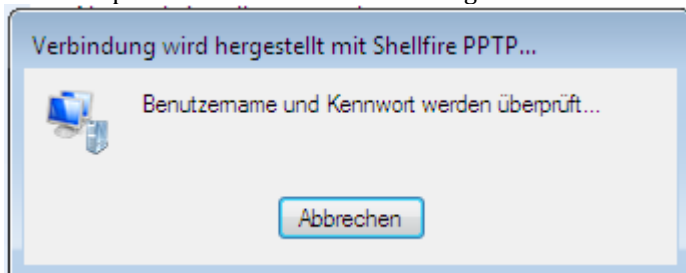 Verbindung wird hergestellt mit Shellfire PPTP...
Benutzername und Kennwort werden überprüft...
Abbrechen